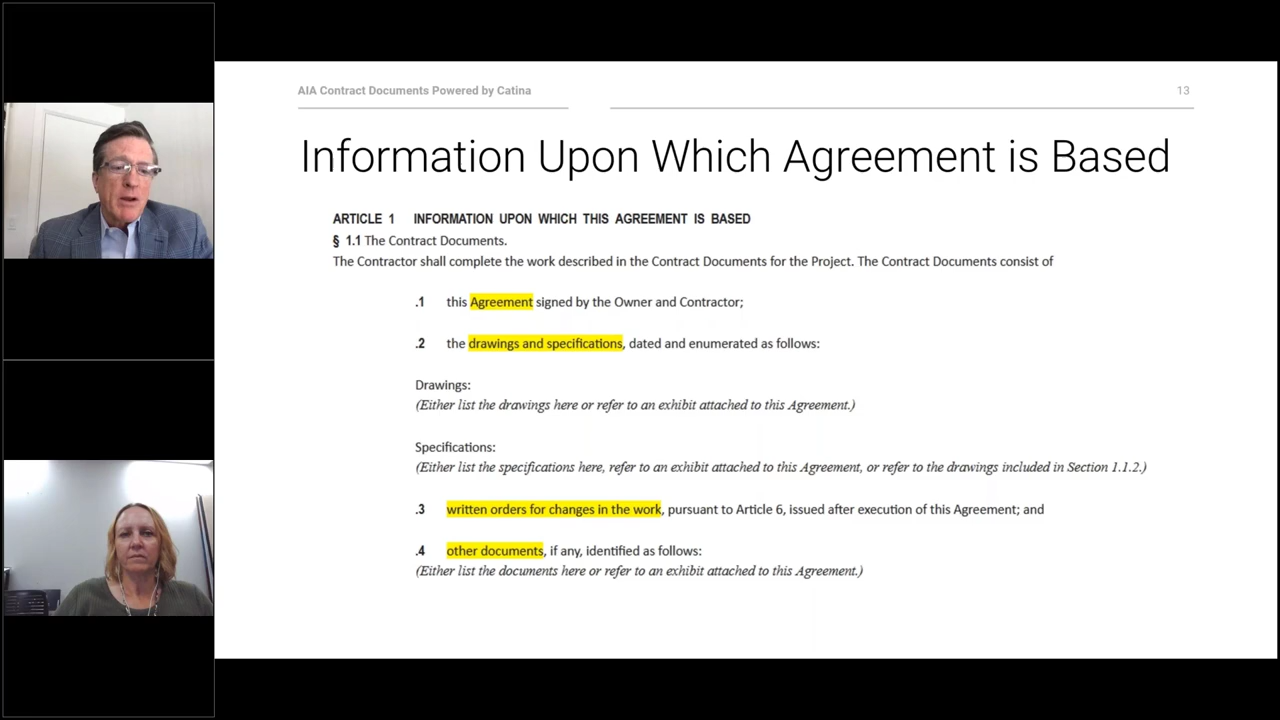 AIA Contract Documents Powered by Catina
13
Information Upon Which Agreement is Based
ARTICLE 1 INFORMATION UPON WHICH THIS AGREEMENT IS BASED
§ 1.1 The Contract Documents.
The Contractor shall complete the work described in the Contract Documents for the Project. The Contract Documents consist of
.1 this Agreement signed by the Owner and Contractor;
.2 the drawings and specifications, dated and enumerated as follows:
Drawings:
(Either list the drawings here or refer to an exhibit attached to this Agreement.)
Specifications:
(Either list the specifications here, refer to an exhibit attached to this Agreement, or refer to the drawings included in Section 1.1.2.)
.3 written orders for changes in the work, pursuant to Article 6, issued after execution of this Agreement; and
.4 other documents, if any, identified as follows:
(Either list the documents here or refer to an exhibit attached to this Agreement.)